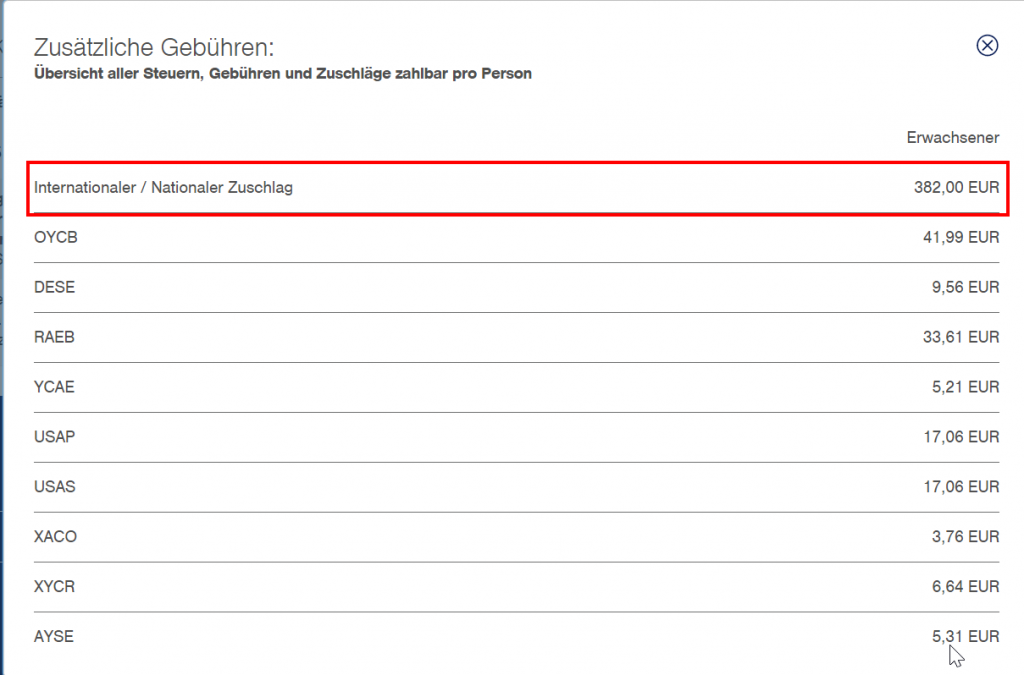 Zusätzliche Gebühren:
Übersicht aller Steuern, Gebühren und Zuschläge zahlbar pro Person
Erwachsener
Internationaler / Nationaler Zuschlag 382,00 EUR
OYCB 41,99 EUR
DESE 9,56 EUR
RAEB 33,61 EUR
YCAE 5,21 EUR
USAP 17,06 EUR
USAS 17,06 EUR
XACO 3,76 EUR
XYCR 6,64 EUR
AYSE 5,31 EUR